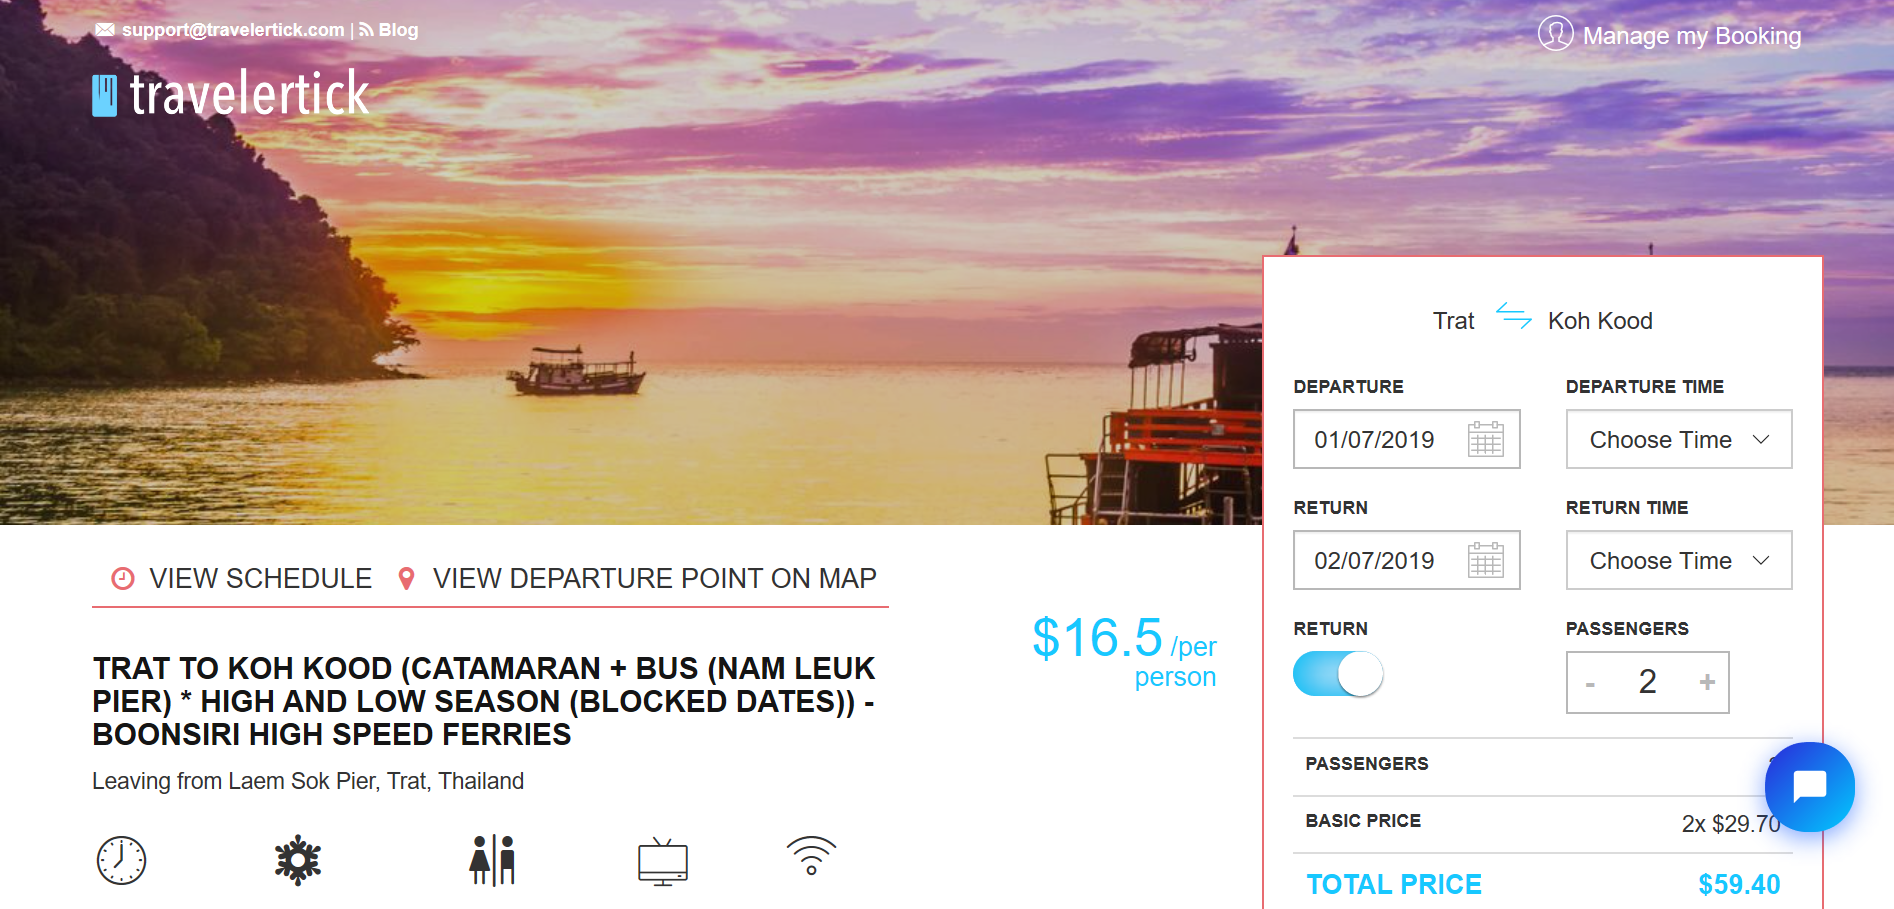 support@travelertick.com | Blog
Manage my Booking
travelertick
Trat Koh Kood
DEPARTURE DEPARTURE TIME
01/07/2019 Choose Time
RETURN RETURN TIME
02/07/2019 Choose Time
RETURN PASSENGERS
- 2 +
PASSENGERS
BASIC PRICE 2x $29.70
TOTAL PRICE $59.40
VIEW SCHEDULE VIEW DEPARTURE POINT ON MAP
$16.5 /per
person
TRAT TO KOH KOOD (CATAMARAN + BUS (NAM LEUK
PIER) * HIGH AND LOW SEASON (BLOCKED DATES)) -
BOONSIRI HIGH SPEED FERRIES
Leaving from Laem Sok Pier, Trat, Thailand